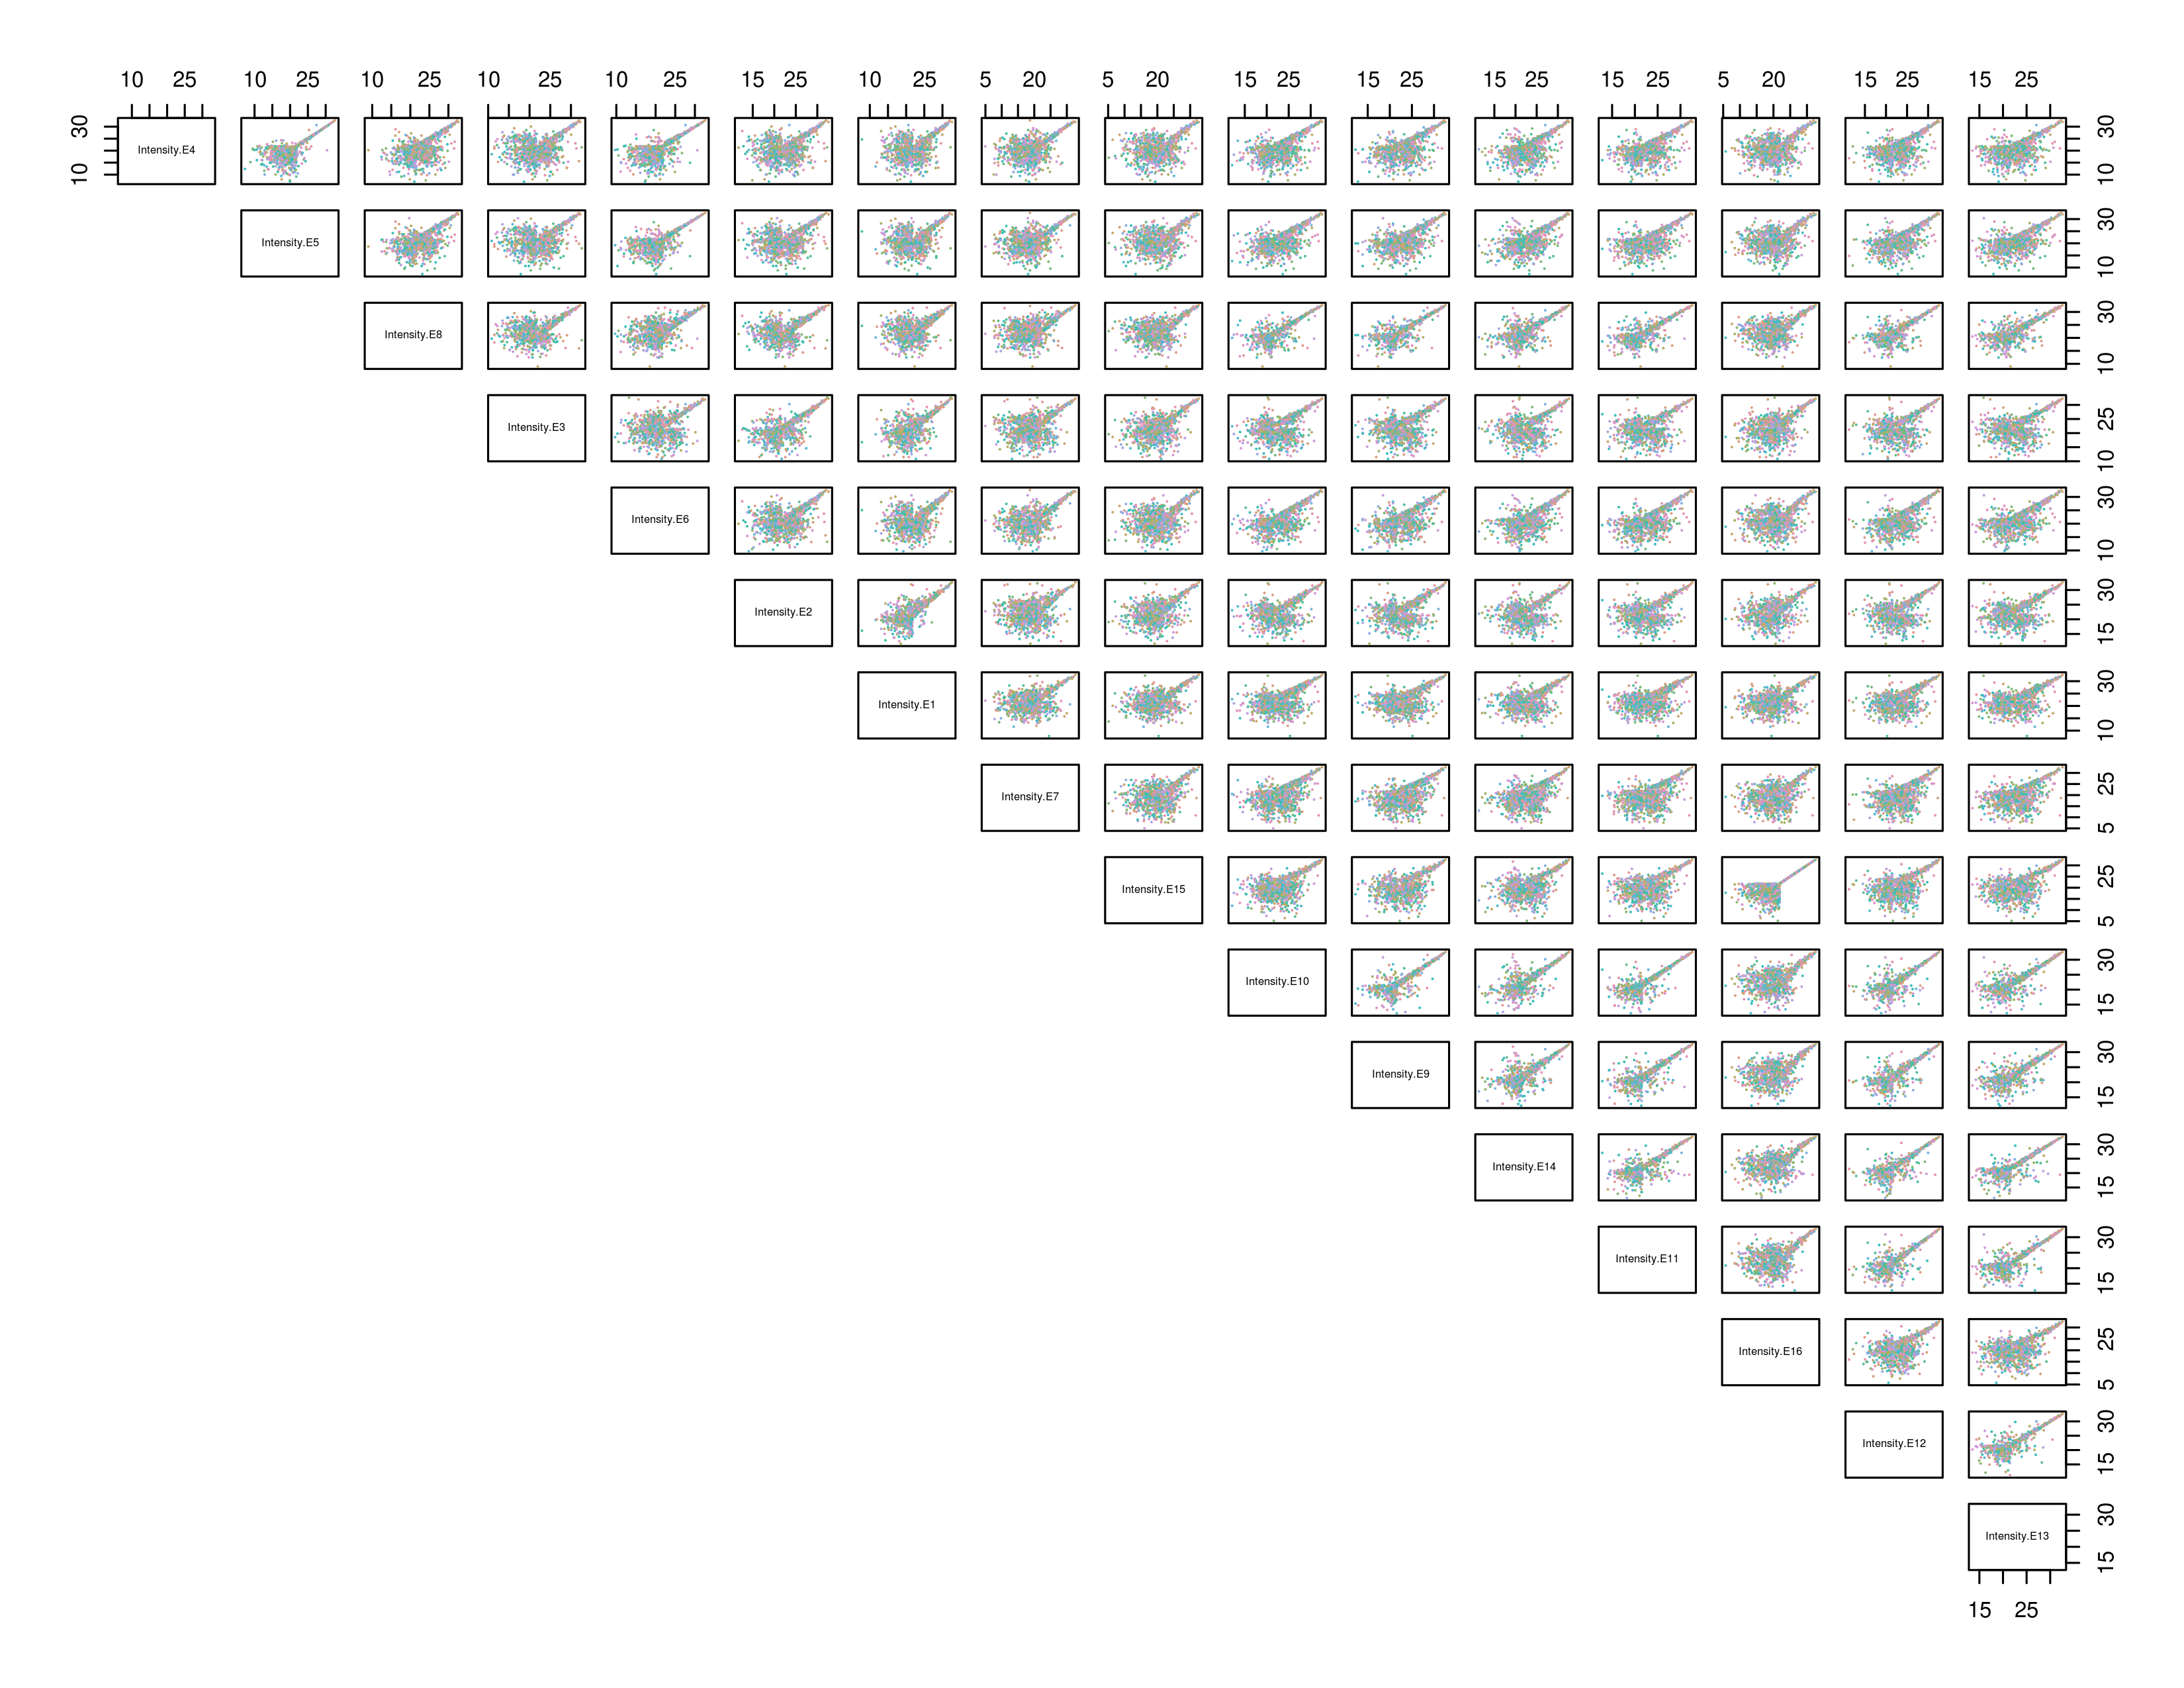 10 25 10 25 10 25 10 25 10 25 15 25 10 25 5 20 5 20 15 25 15 25 15 25 15 25 5 20 15 25 15 25
10 30 Intensity.E4 10 30
Intensity.E5 10 30
Intensity.E8 10 30
Intensity.E3 10 25
Intensity.E6 10 30
Intensity.E2 15 30
Intensity.E1 10 30
Intensity.E7 5 25
Intensity.E15 5 25
Intensity.E10 15 30
Intensity.E9 15 30
Intensity.E14 15 30
Intensity.E11 15 30
Intensity.E16 5 25
Intensity.E12 15 30
Intensity.E13 15 30
15 25